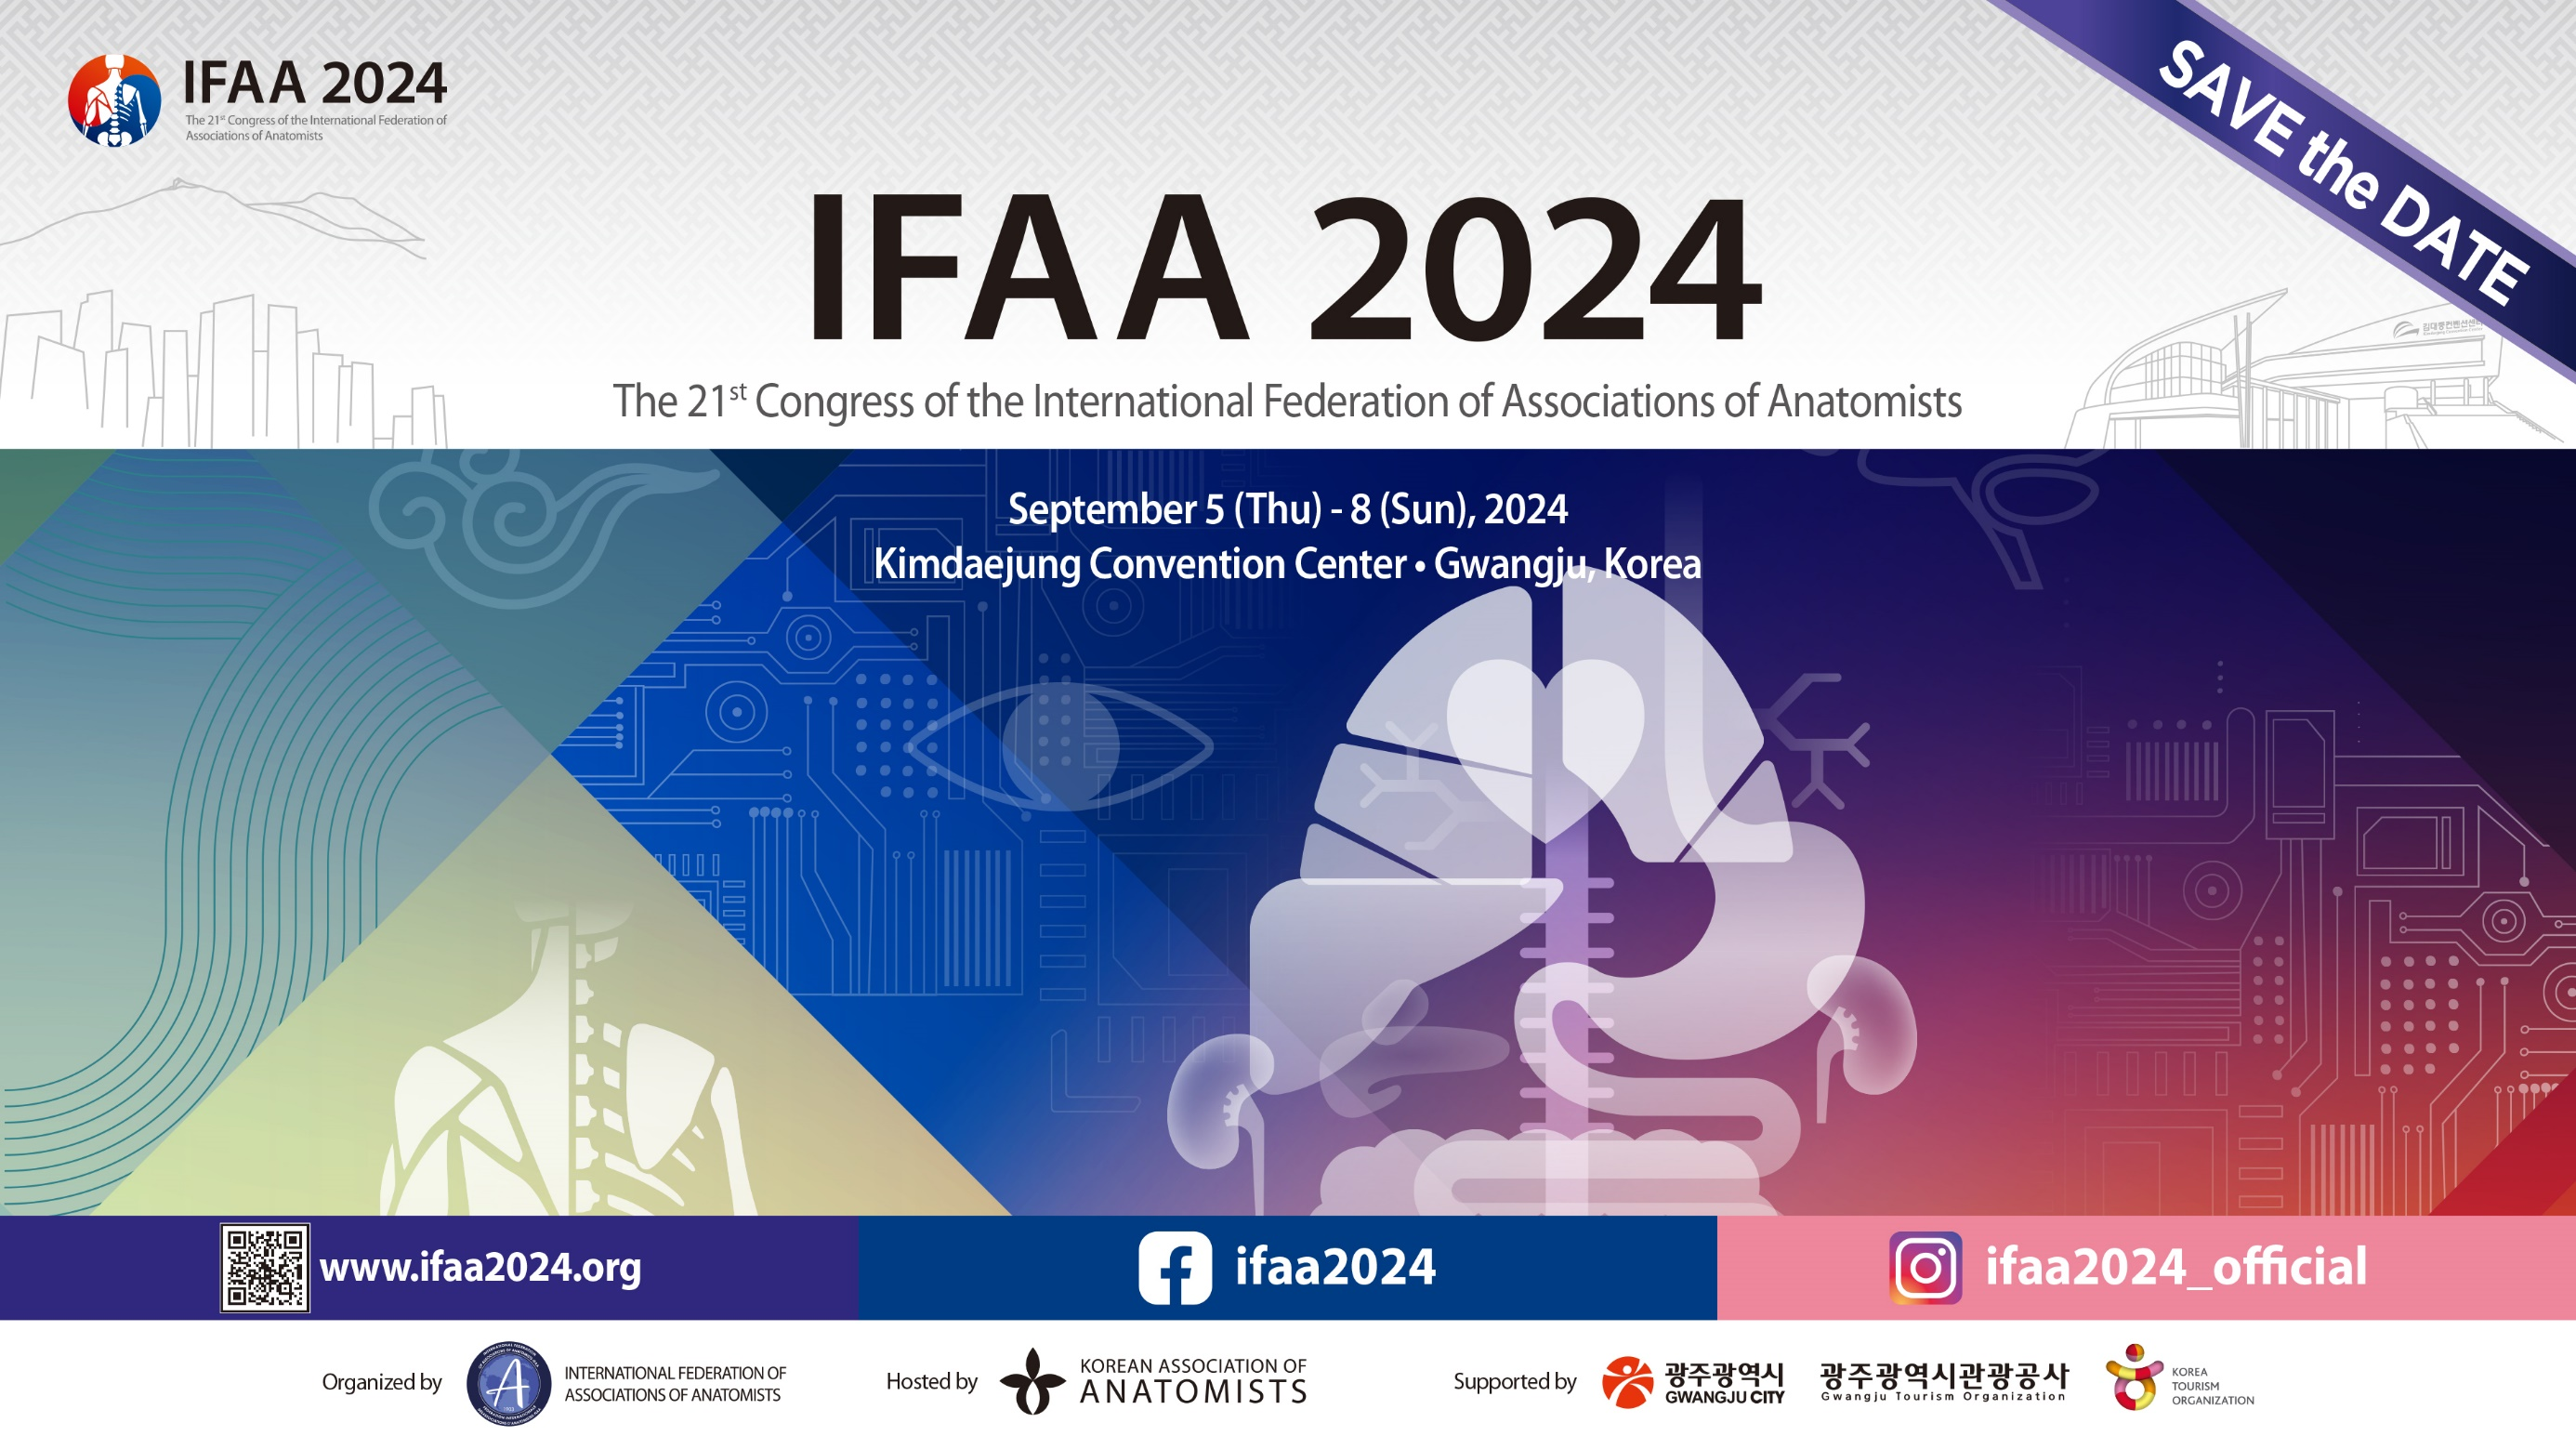 IFAA 2024
The 21st Congress of the International Federation of
Associations of Anatomists
SAVE the DATE
IFAA 2024
The 21st Congress of the International Federation of Associations of Anatomists
September 5 (Thu) - 8 (Sun), 2024
Kimdaejung Convention Center • Gwangju, Korea
www.ifaa2024.org
ifaa2024
ifaa2024_official
Organized by
INTERNATIONAL FEDERATION OF
ASSOCIATIONS OF ANATOMISTS
Hosted by
KOREAN ASSOCIATION OF
ANATOMISTS
Supported by
광주광역시
GWANGJU CITY
광주광역시관광공사
Gwangju Tourism Organization
KOREA
TOURISM
ORGANIZATION